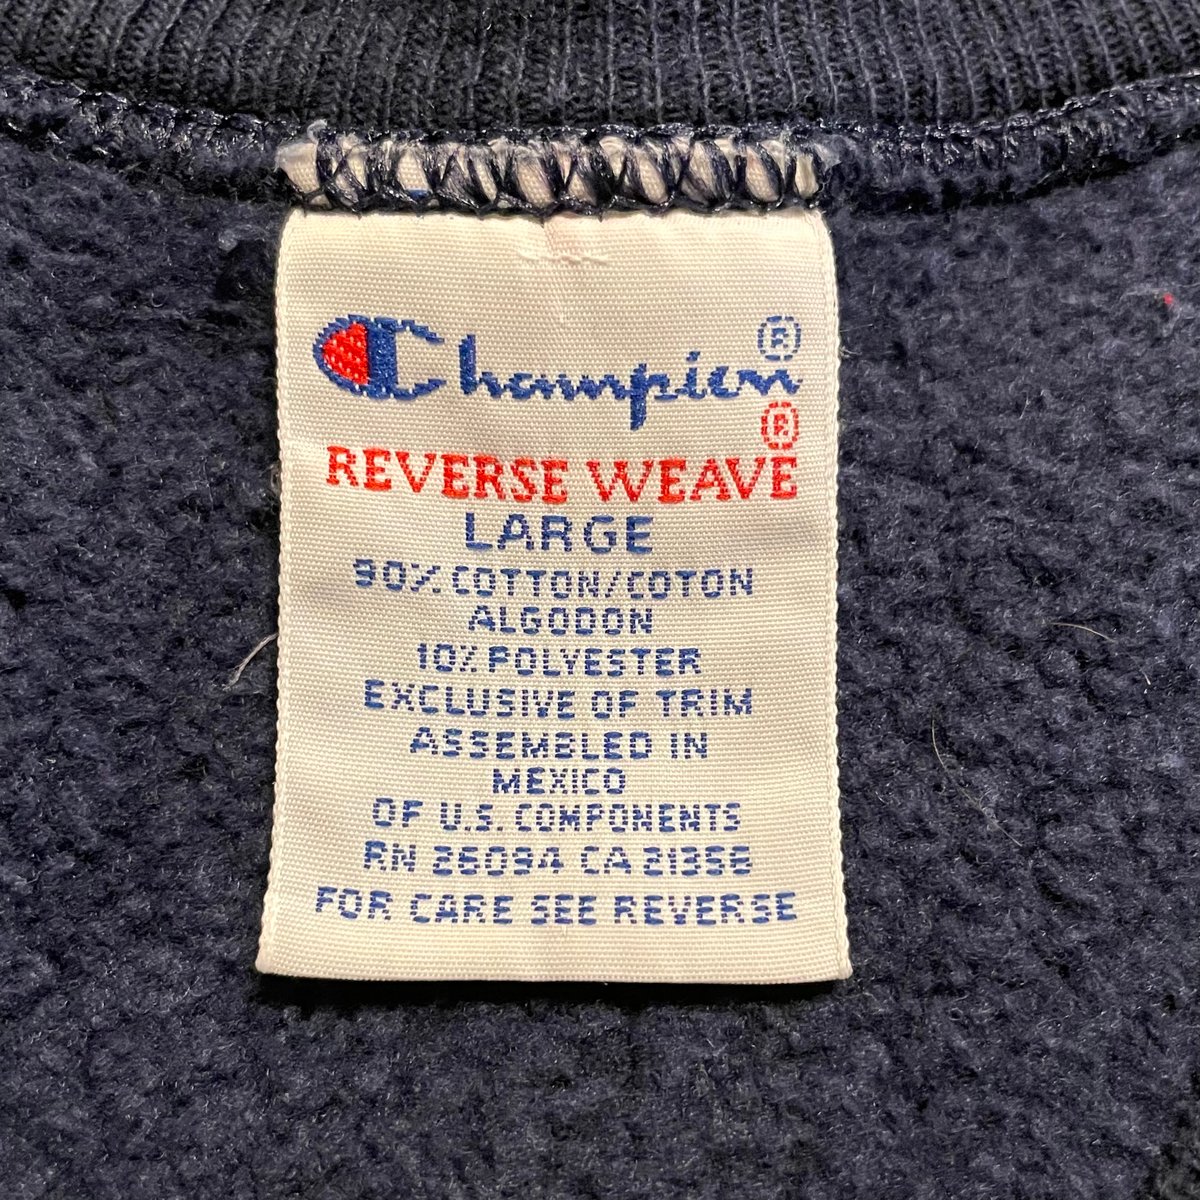 Champion®
®
REVERSE WEAVE
LARGE
90% COTTON/COTON
ALGODON
10% POLYESTER
EXCLUSIVE OF TRIM
ASSEMBLED IN
MEXICO
OF U.S. COMPONENTS
RN 26094 CA 21358
FOR CARE SEE REVERSE